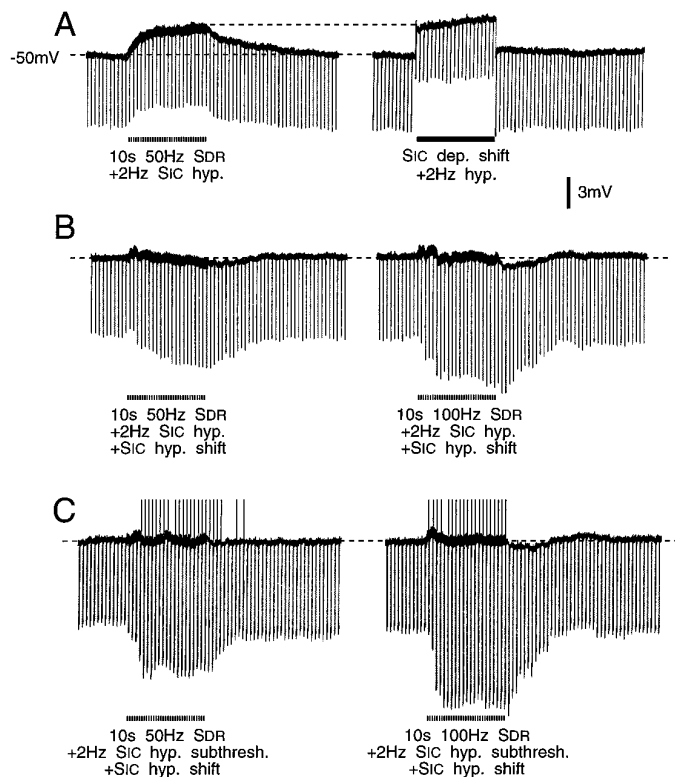 A
-50mV
10s 50Hz SDR
+2Hz SIC hyp.
SIC dep. shift
+2Hz hyp.
3mV
B
10s 50Hz SDR
+2Hz SIC hyp.
+SIC hyp. shift
10s 100Hz SDR
+2Hz SIC hyp.
+SIC hyp. shift
C
10s 50Hz SDR
+2Hz SIC hyp. subthresh.
+SIC hyp. shift
10s 100Hz SDR
+2Hz SIC hyp. subthresh.
+SIC hyp. shift